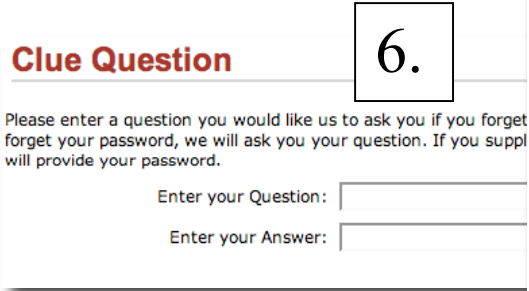 Clue Question
6.
Please enter a question you would like us to ask you if you forget
forget your password, we will ask you your question. If you suppl
will provide your password.
Enter your Question:
Enter your Answer: